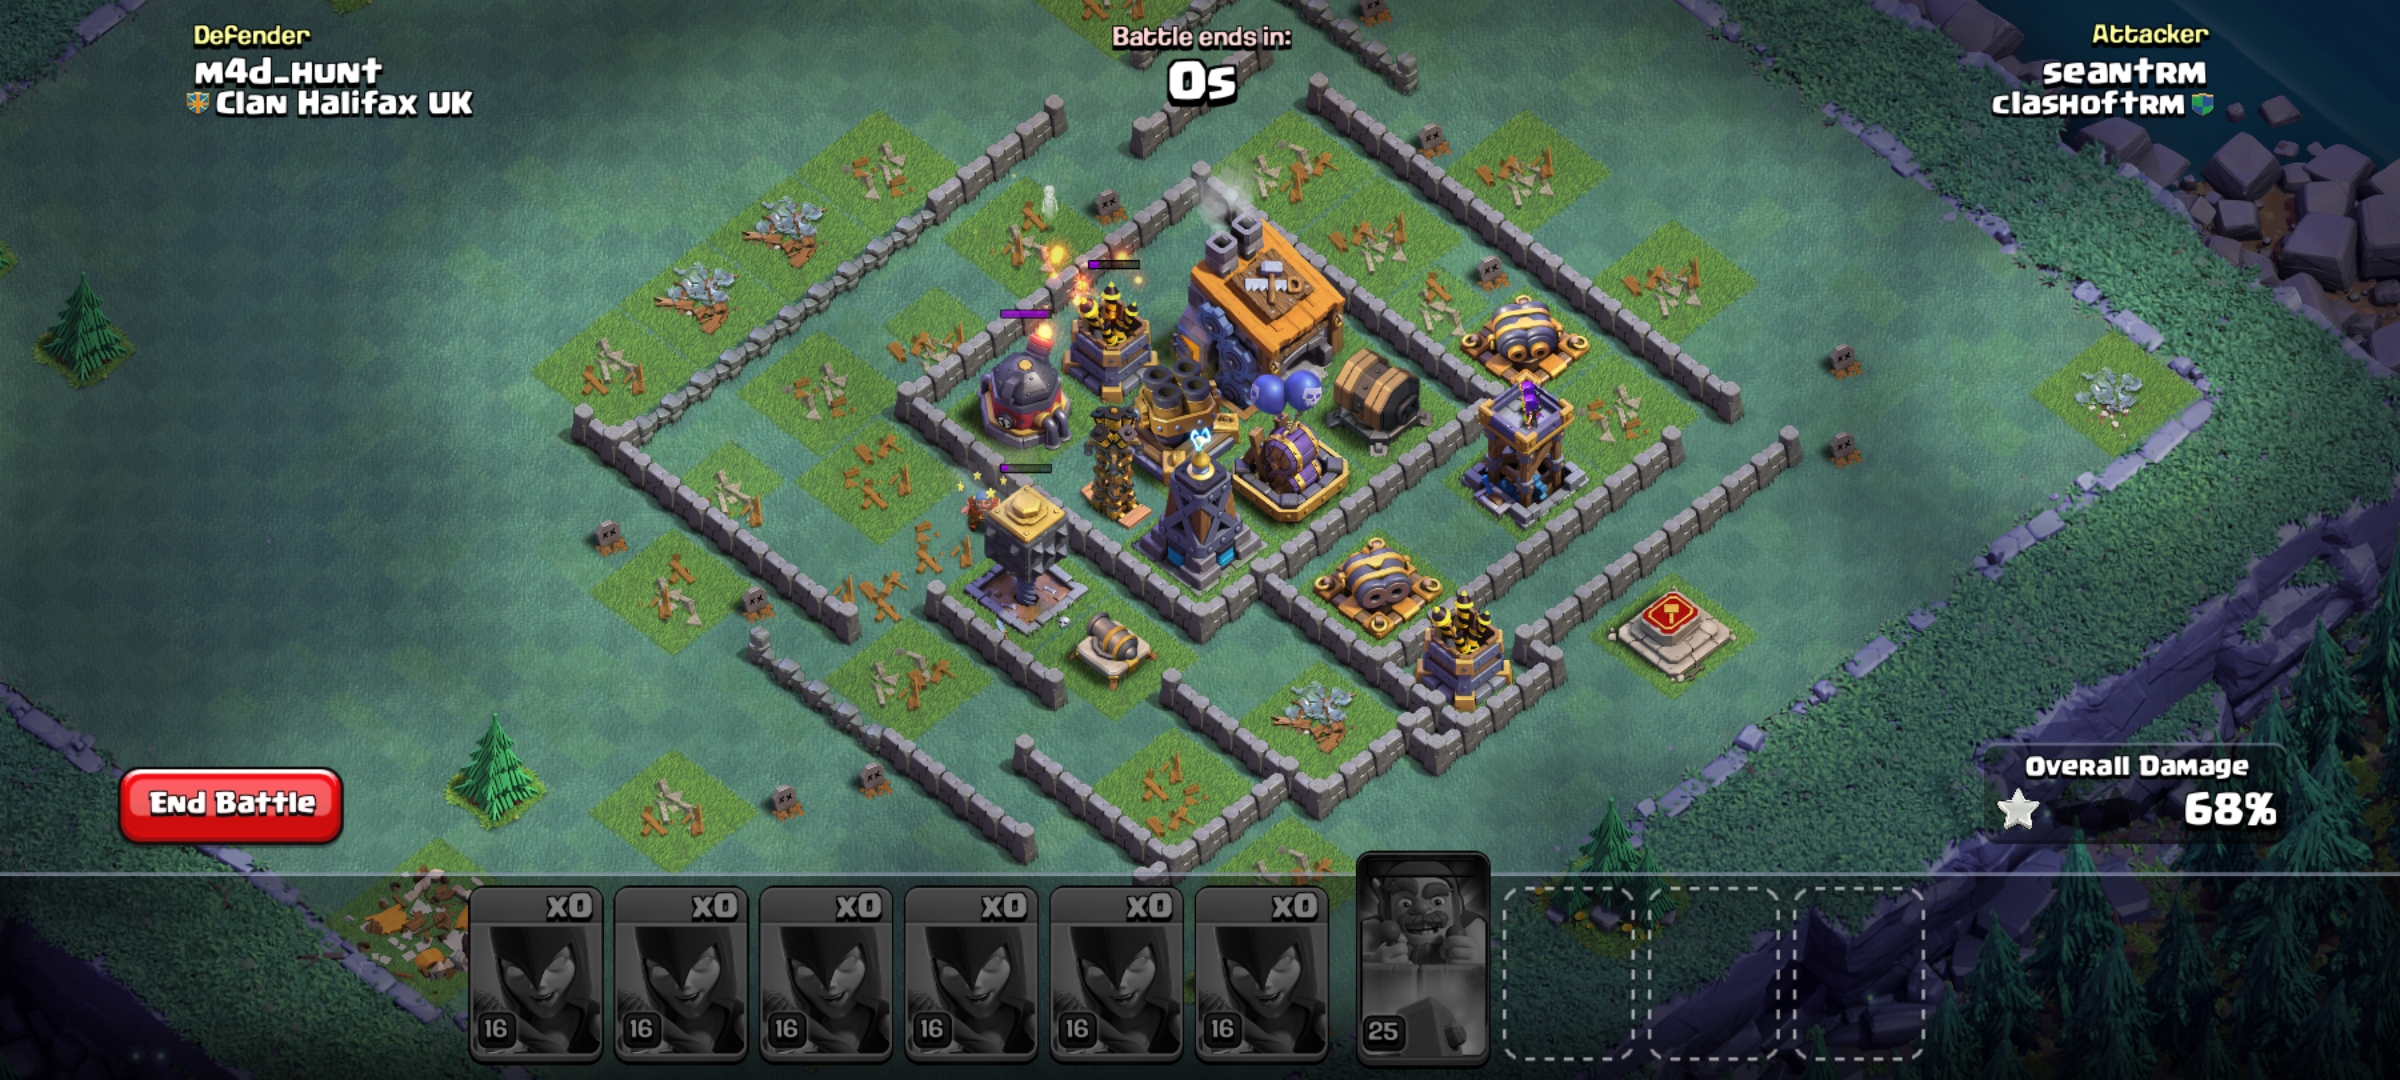 Defender
m4d_Hunt
Clan Halifax UK
Battle ends in:
0s
Attacker
seantRM
clashoftRM
End Battle
Overall Damage
68%
x0
x0
x0
x0
x0
x0
16
16
16
16
16
16
25